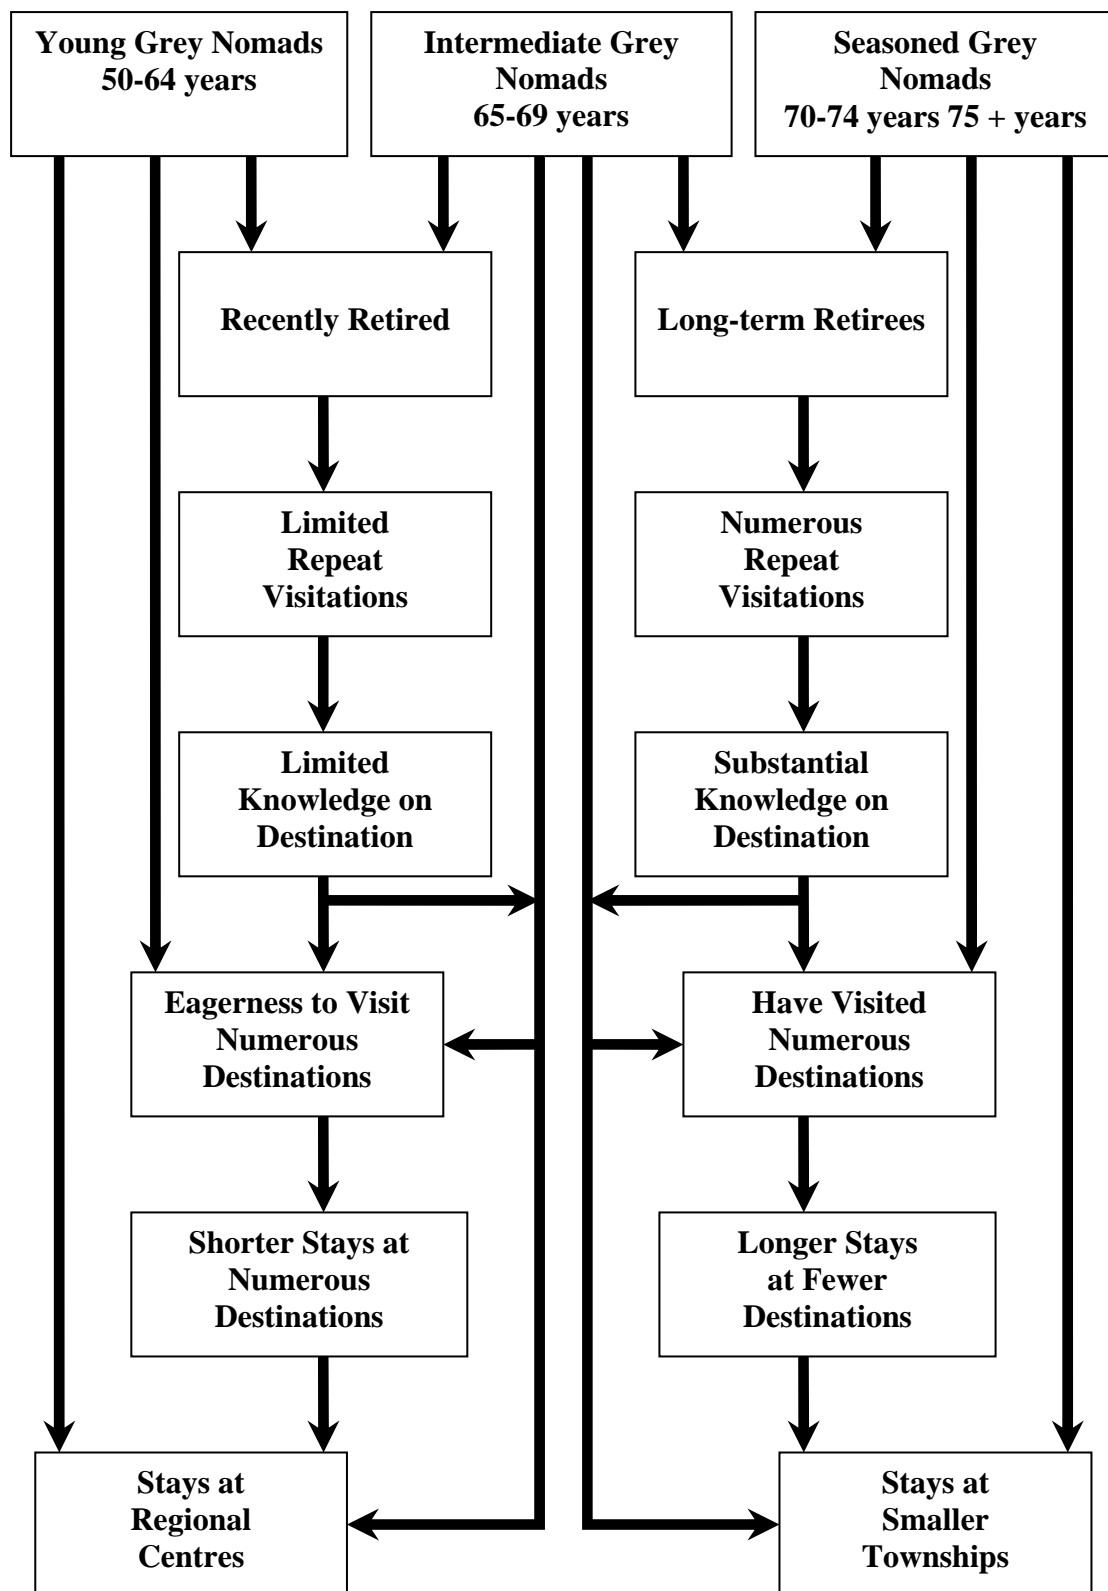 Young Grey Nomads
50-64 years
Intermediate Grey
Nomads
65-69 years
Seasoned Grey
Nomads
70-74 years 75 + years
Recently Retired
Long-term Retirees
Limited
Repeat
Visitations
Numerous
Repeat
Visitations
Limited
Knowledge on
Destination
Substantial
Knowledge on
Destination
Eagerness to Visit
Numerous
Destinations
Have Visited
Numerous
Destinations
Shorter Stays at
Numerous
Destinations
Longer Stays
at Fewer
Destinations
Stays at
Regional
Centres
Stays at
Smaller
Townships